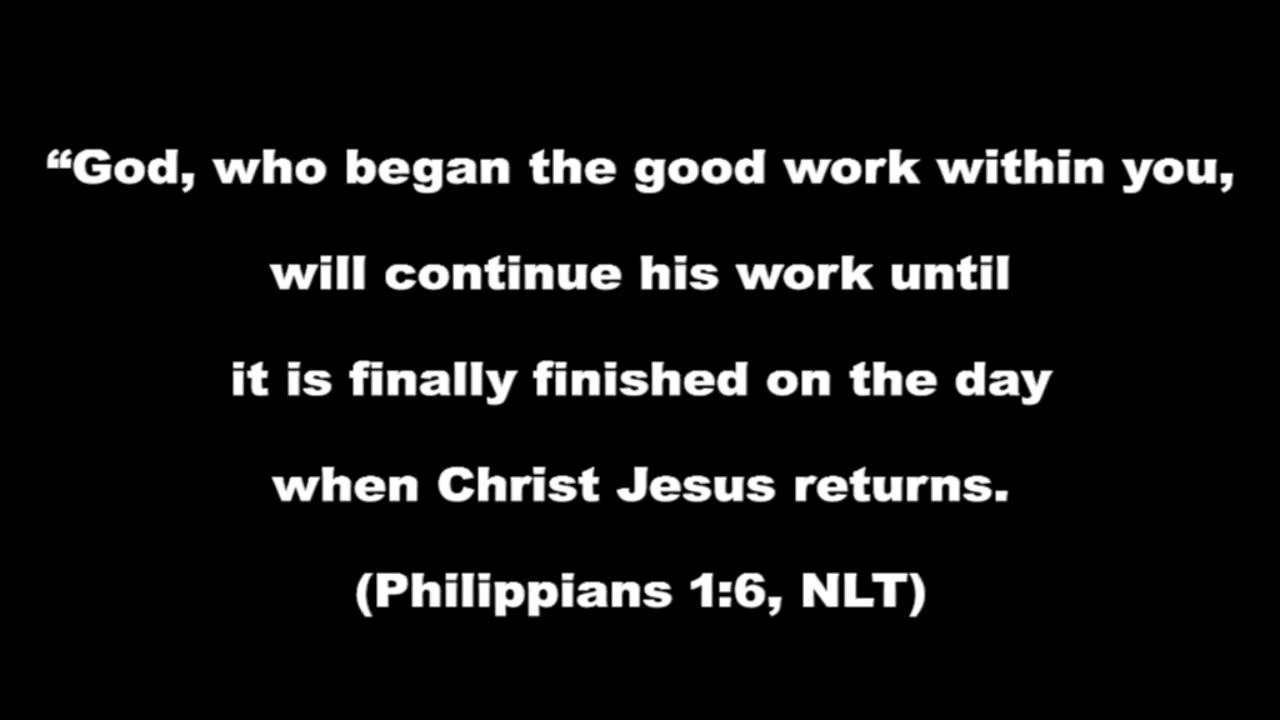 “God, who began the good work within you,
will continue his work until
it is finally finished on the day
when Christ Jesus returns.
(Philippians 1:6, NLT)